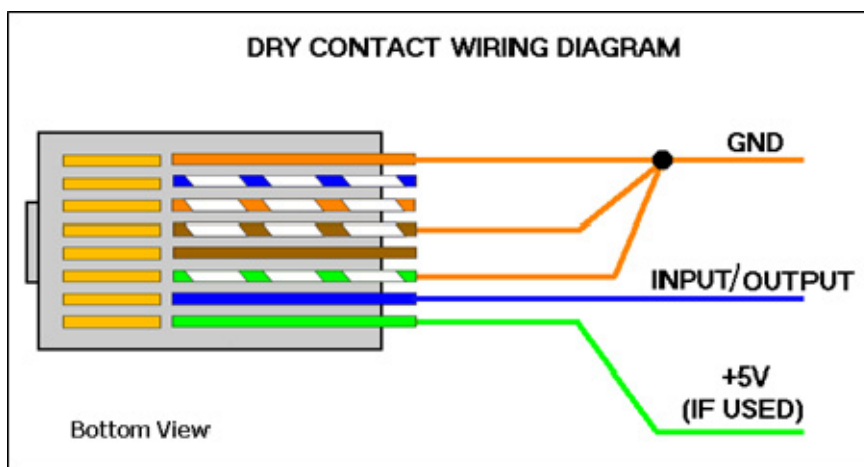 DRY CONTACT WIRING DIAGRAM
GND
INPUT/OUTPUT
+5V
(IF USED)
Bottom View